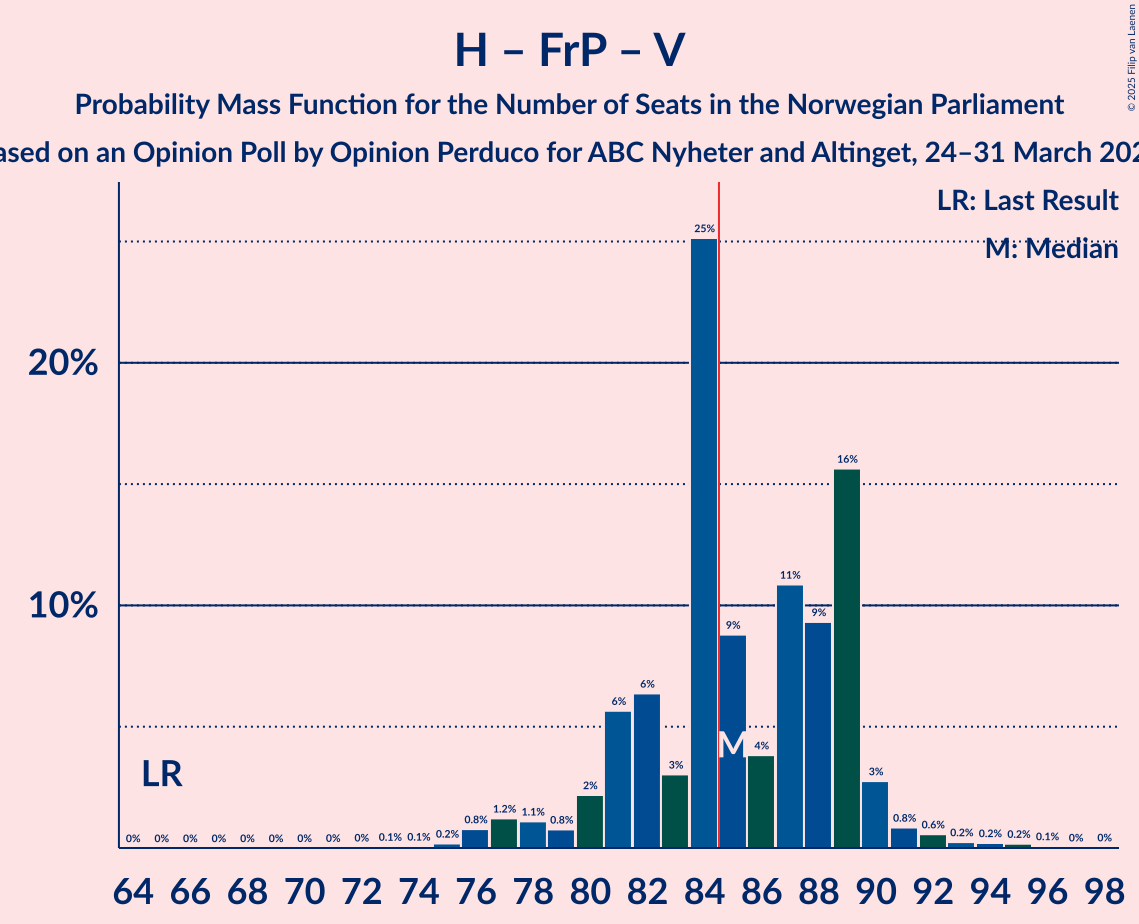 H – FrP – V
Probability Mass Function for the Number of Seats in the Norwegian Parliament
ased on an Opinion Poll by Opinion Perduco for ABC Nyheter and Altinget, 24–31 March 202
© 2025 Filip van Laenen
LR: Last Result
M: Median
20%
10%
LR
M
0% 0% 0% 0% 0% 0% 0% 0% 0% 0.1% 0.1% 0.2% 0.8% 1.2% 1.1% 0.8% 2% 6% 6% 3% 25% 9% 4% 11% 9% 16% 3% 0.8% 0.6% 0.2% 0.2% 0.2% 0.1% 0% 0%
64 66 68 70 72 74 76 78 80 82 84 86 88 90 92 94 96 98